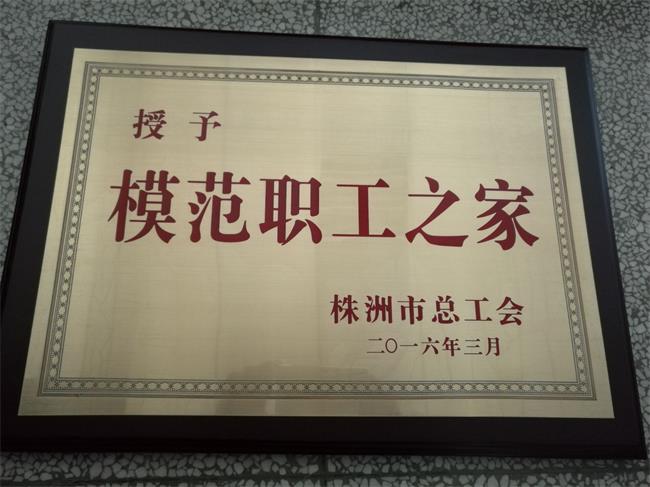 授予
模范职工之家
株洲市总工会
二〇一六年三月